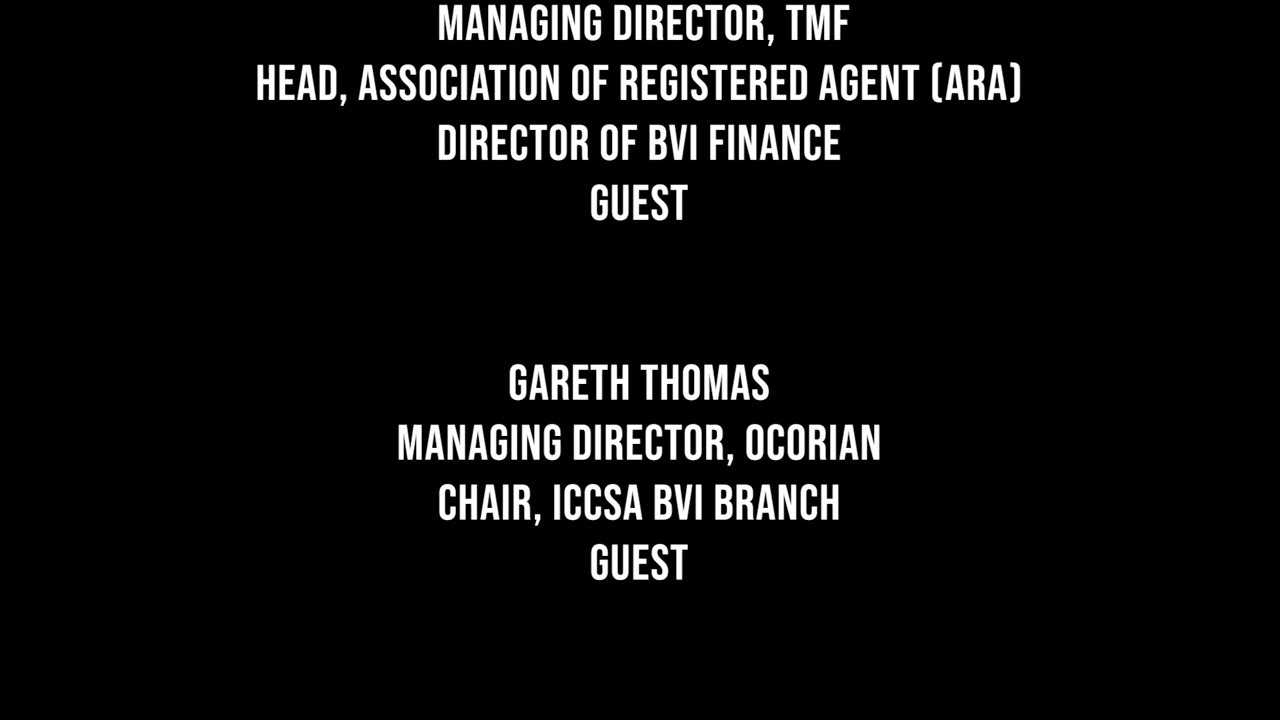 MANAGING DIRECTOR, TMF
HEAD, ASSOCIATION OF REGISTERED AGENT (ARA)
DIRECTOR OF BVI FINANCE
GUEST
GARETH THOMAS
MANAGING DIRECTOR, OCORIAN
CHAIR, ICCSA BVI BRANCH
GUEST